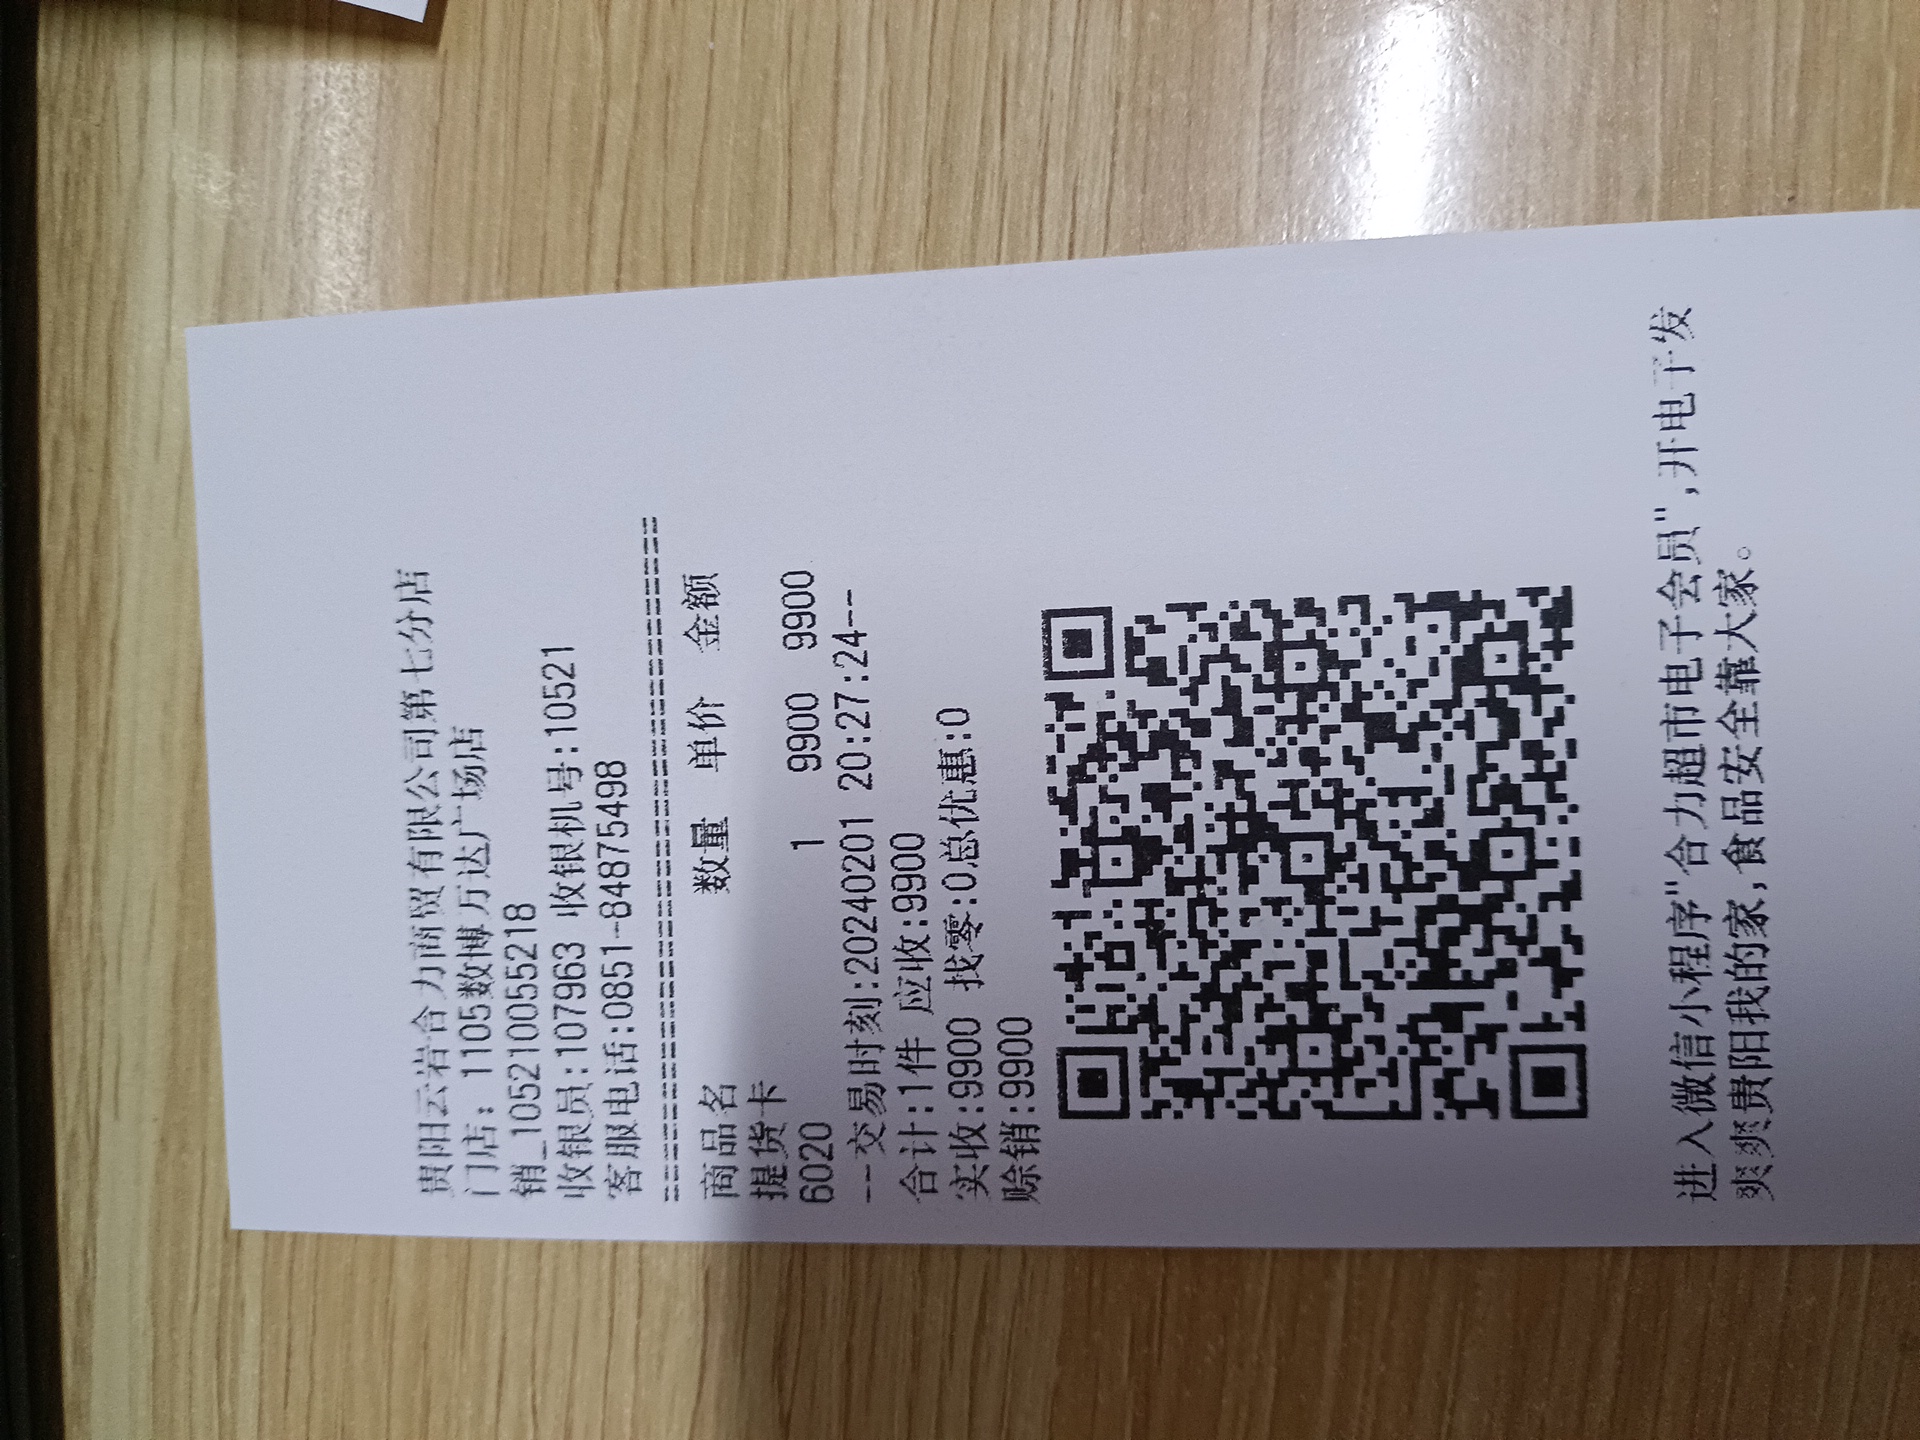 贵阳云岩合力商贸有限公司第七分店
门店: 1105数博万达广场店
销_1052100552​18
收银员:107963 收银机号:10521
客服电话:0851-84875498
商品名 数量 单价 金额
提货卡
6020 1 9900 9900
--交易时刻:20240201 20:27:24--
合计:1件 应收:9900
实收:9900 找零:0总优惠:0
赊销:9900
进入微信小程序"合力超市电子会员",开电子发
爽爽贵阳我的家,食品安全靠大家。